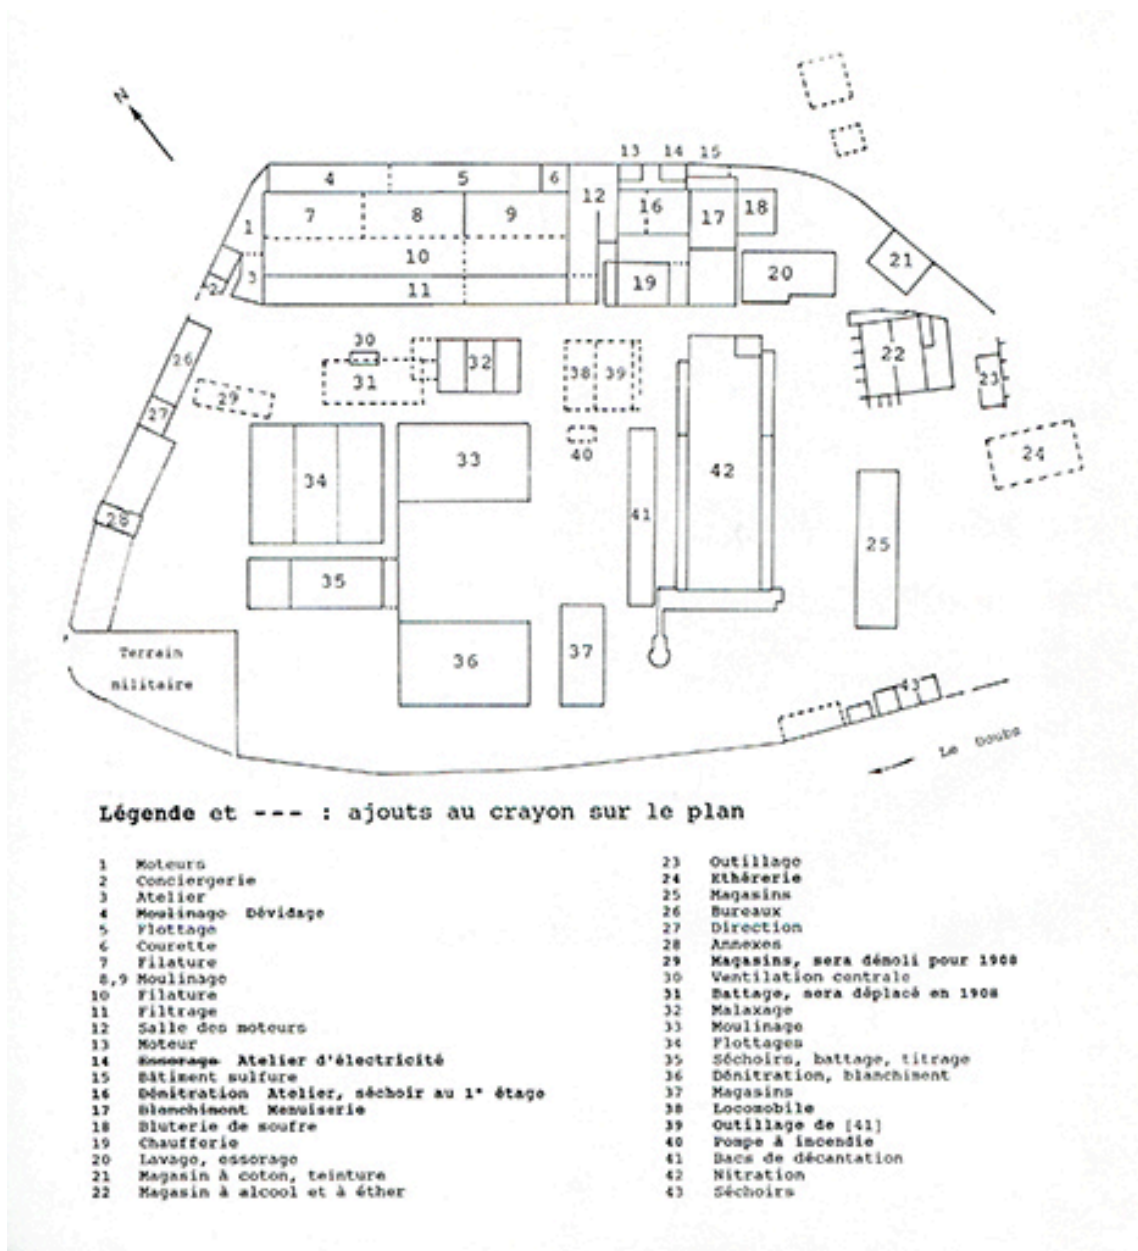 N
13 14 15
4 5 6
12
16
18
1 7 8 9
17
10
21
3
19
20
2
11
30
26
32
22
31
38 39
23
29
27
40
24
33
34
42
41
28
25
35
37
36
Terrain
militaire
43
Le Doubs
Légende et --- : ajouts au crayon sur le plan
1 Moteurs
2 Conciergerie
3 Atelier
4 Moulinage Dévidage
5 Flottage
6 Courette
7 Filature
8,9 Moulinage
10 Filature
11 Filtrage
12 Salle des moteurs
13 Moteur
14 Essorage Atelier d'électricité
15 Bâtiment sulfure
16 Dénitration Atelier, séchoir au 1° étage
17 Blanchiment Menuiserie
18 Bluterie de soufre
19 Chaufferie
20 Lavage, essorage
21 Magasin à coton, teinture
22 Magasin à alcool et à éther
23 Outillage
24 Ethérerie
25 Magasins
26 Bureaux
27 Direction
28 Annexes
29 Magasins, sera démoli pour 1908
30 Ventilation centrale
31 Battage, sera déplacé en 1908
32 Malaxage
33 Moulinage
34 Flottages
35 Séchoirs, battage, titrage
36 Dénitration, blanchiment
37 Magasins
38 Locomobile
39 Outillage de [41]
40 Pompe à incendie
41 Bacs de décantation
42 Nitration
43 Séchoirs